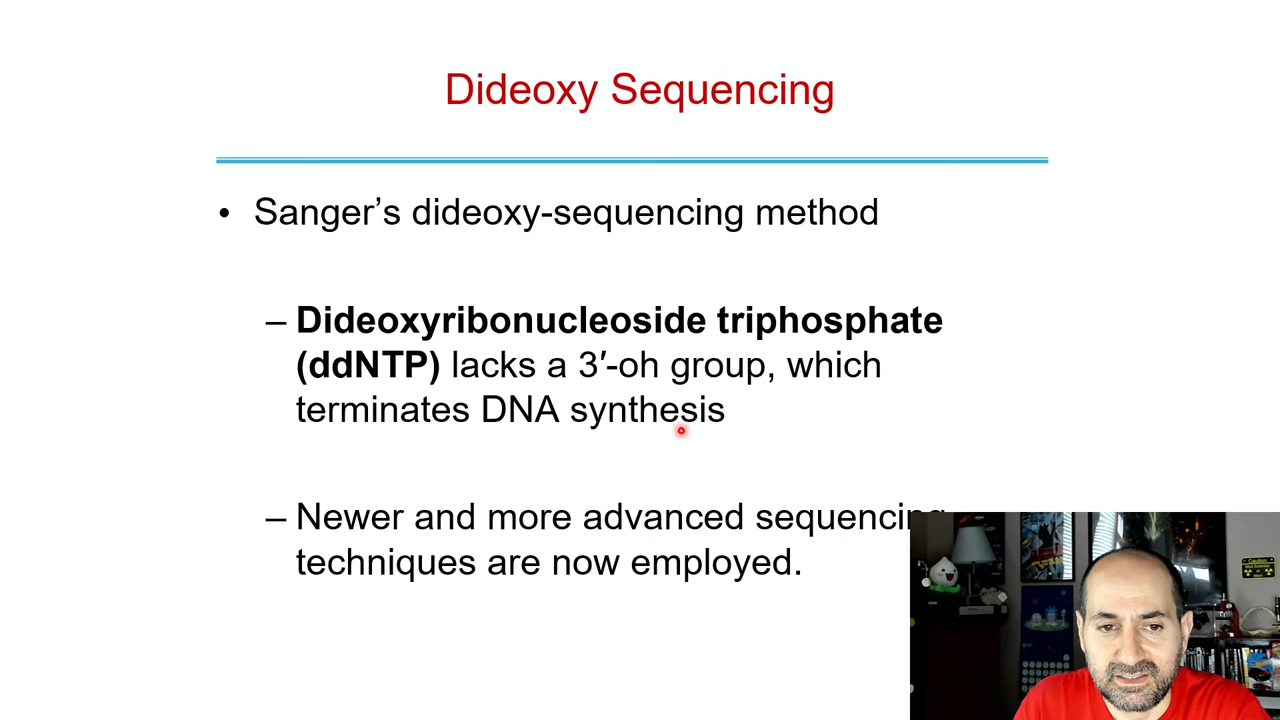 Dideoxy Sequencing
• Sanger’s dideoxy-sequencing method
– Dideoxyribonucleoside triphosphate
(ddNTP) lacks a 3′-oh group, which
terminates DNA synthesis
– Newer and more advanced sequencing
techniques are now employed.
Caution